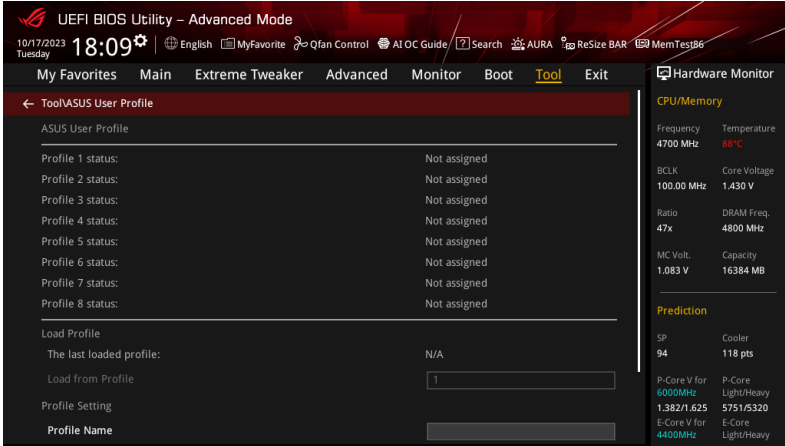 UEFI BIOS Utility – Advanced Mode
10/17/2023 Tuesday 18:09 English MyFavorite Qfan Control AI OC Guide Search AURA ReSize BAR MemTest86
My Favorites Main Extreme Tweaker Advanced Monitor Boot Tool Exit
Tool\ASUS User Profile
ASUS User Profile
Profile 1 status: Not assigned
Profile 2 status: Not assigned
Profile 3 status: Not assigned
Profile 4 status: Not assigned
Profile 5 status: Not assigned
Profile 6 status: Not assigned
Profile 7 status: Not assigned
Profile 8 status: Not assigned
Load Profile
The last loaded profile: N/A
Load from Profile 1
Profile Setting
Profile Name
Hardware Monitor
CPU/Memory
Frequency Temperature
4700 MHz 88°C
BCLK Core Voltage
100.00 MHz 1.430 V
Ratio DRAM Freq.
47x 4800 MHz
MC Volt. Capacity
1.083 V 16384 MB
Prediction
SP Cooler
94 118 pts
P-Core V for P-Core
6000MHz Light/Heavy
1.382/1.625 5751/5320
E-Core V for E-Core
4400MHz Light/Heavy